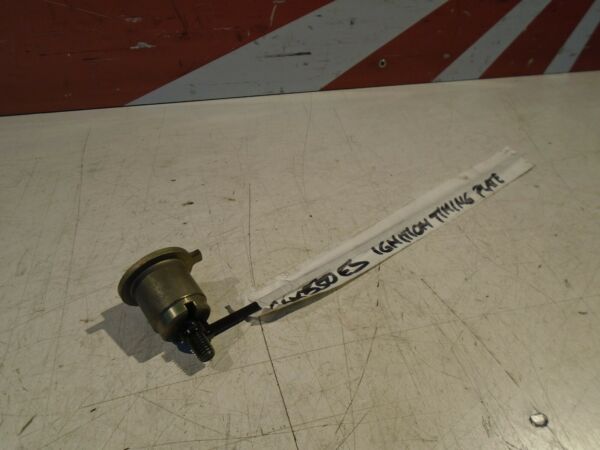 ES IGNITION TIMING PLATE